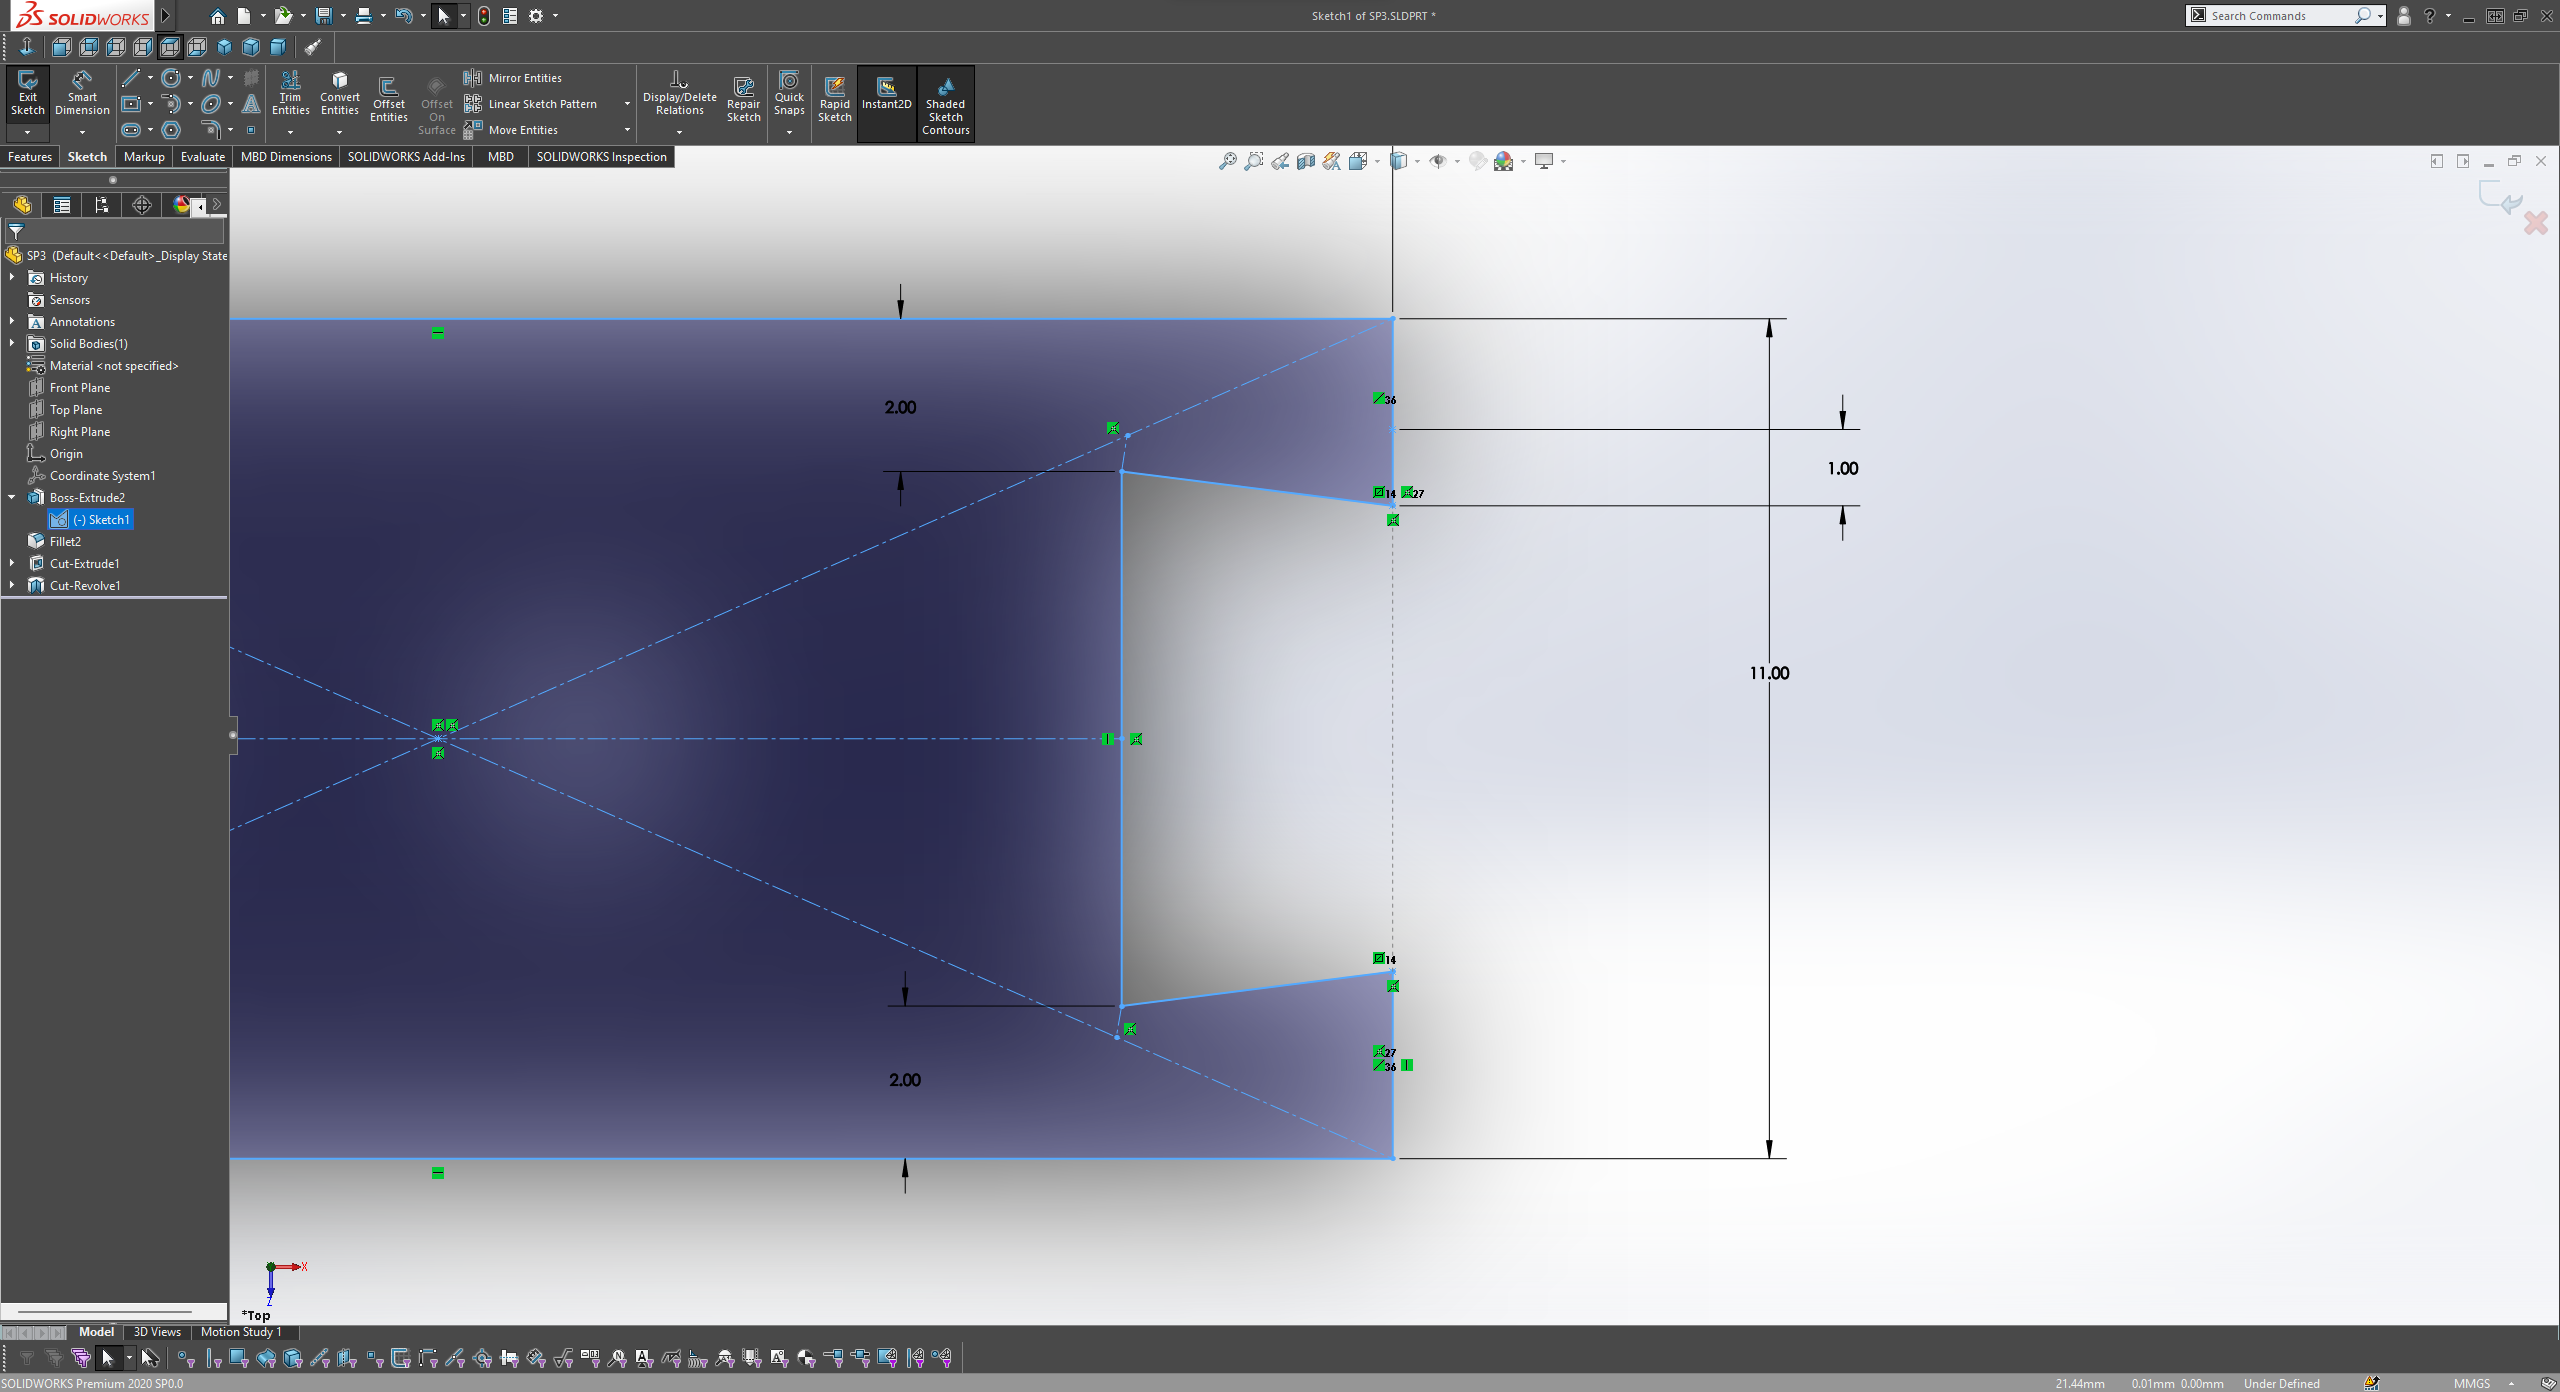 SOLIDWORKS
Sketch1 of SP3.SLDPRT *
Search Commands
Exit Sketch
Smart Dimension
Trim Entities
Convert Entities
Offset Entities
Offset On Surface
Mirror Entities
Linear Sketch Pattern
Move Entities
Display/Delete Relations
Repair Sketch
Quick Snaps
Rapid Sketch
Instant2D
Shaded Sketch Contours
Features Sketch Markup Evaluate MBD Dimensions SOLIDWORKS Add-Ins MBD SOLIDWORKS Inspection
SP3 (Default<<Default>_Display State
History
Sensors
Annotations
Solid Bodies(1)
Material <not specified>
Front Plane
Top Plane
Right Plane
Origin
Coordinate System1
Boss-Extrude2
(-) Sketch1
Fillet2
Cut-Extrude1
Cut-Revolve1
2.00
36
1.00
14 27
11.00
14
27
36
2.00
X
Z
*Top
Model 3D Views Motion Study 1
SOLIDWORKS Premium 2020 SP0.0
21.44mm 0.01mm 0.00mm Under Defined MMGS